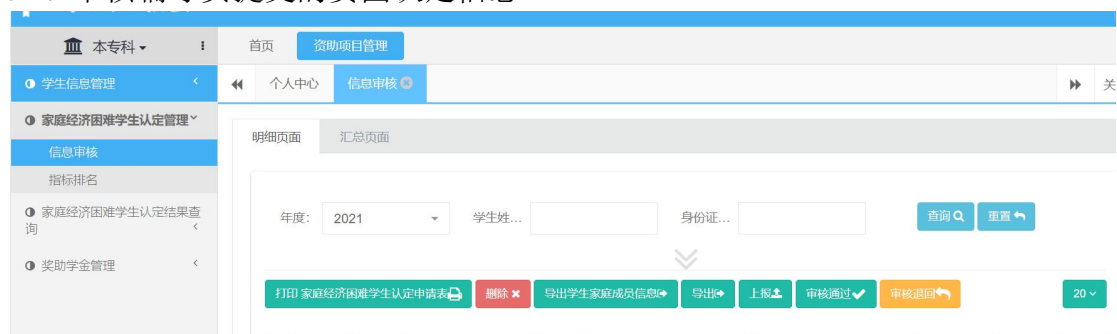 本专科
首页 资助项目管理
学生信息管理
个人中心 信息审核
关
家庭经济困难学生认定管理
明细页面 汇总页面
信息审核
指标排名
家庭经济困难学生认定结果查
询
年度: 2021 学生姓... 身份证... 查询 重置
奖助学金管理
打印 家庭经济困难学生认定申请表 删除 导出学生家庭成员信息 导出 上报 审核通过 审核退回 20